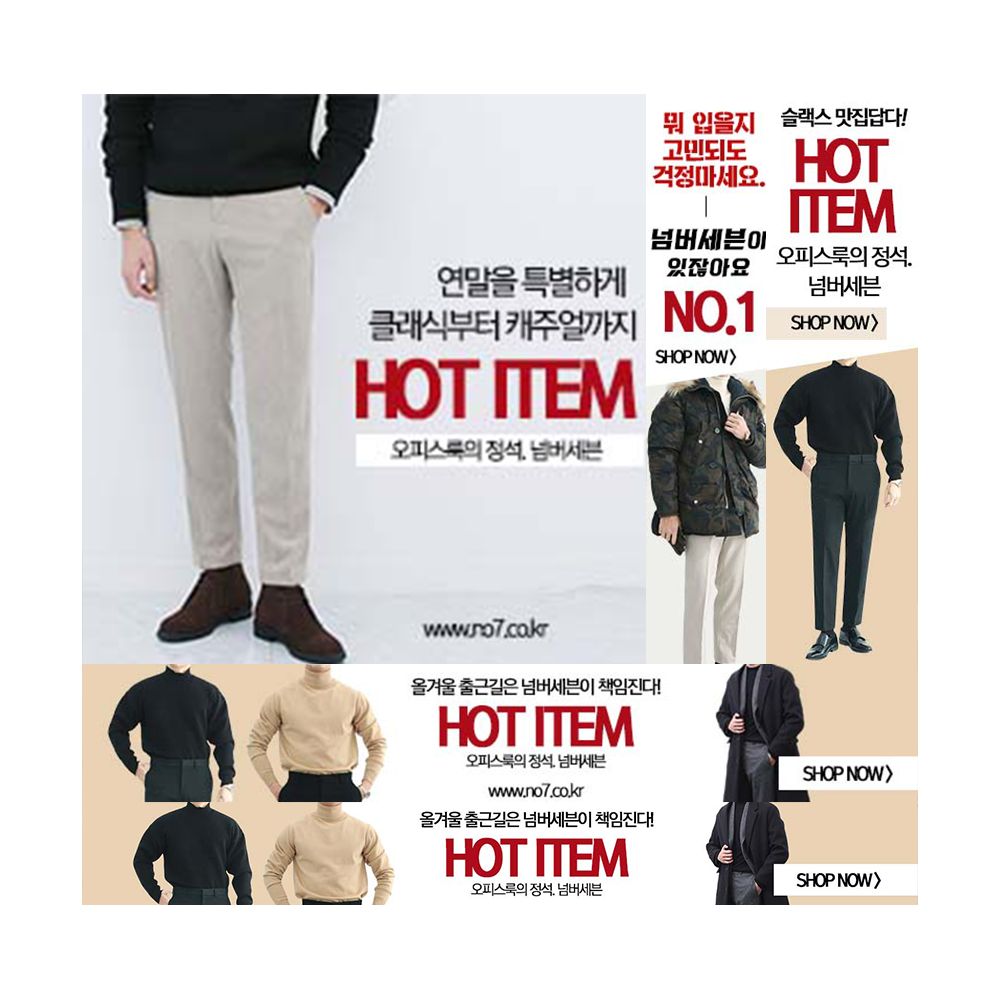 연말을 특별하게
클래식부터 캐주얼까지
HOT ITEM
오피스룩의 정석. 넘버세븐
www.no7.co.kr
뭐 입을지
고민되도
걱정마세요.
넘버세븐이
있잖아요
NO.1
SHOP NOW〉
슬랙스 맛집답다!
HOT
ITEM
오피스룩의 정석.
넘버세븐
SHOP NOW〉
올겨울 출근길은 넘버세븐이 책임진다!
HOT ITEM
오피스룩의 정석. 넘버세븐
www.no7.co.kr
SHOP NOW〉
올겨울 출근길은 넘버세븐이 책임진다!
HOT ITEM
오피스룩의 정석. 넘버세븐
SHOP NOW〉